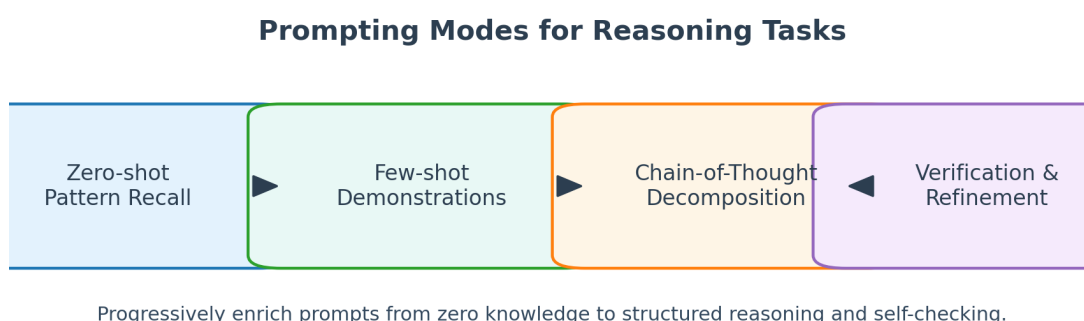 Prompting Modes for Reasoning Tasks
Zero-shot
Pattern Recall
Few-shot
Demonstrations
Chain-of-Thought
Decomposition
Verification &
Refinement
Progressively enrich prompts from zero knowledge to structured reasoning and self-checking.